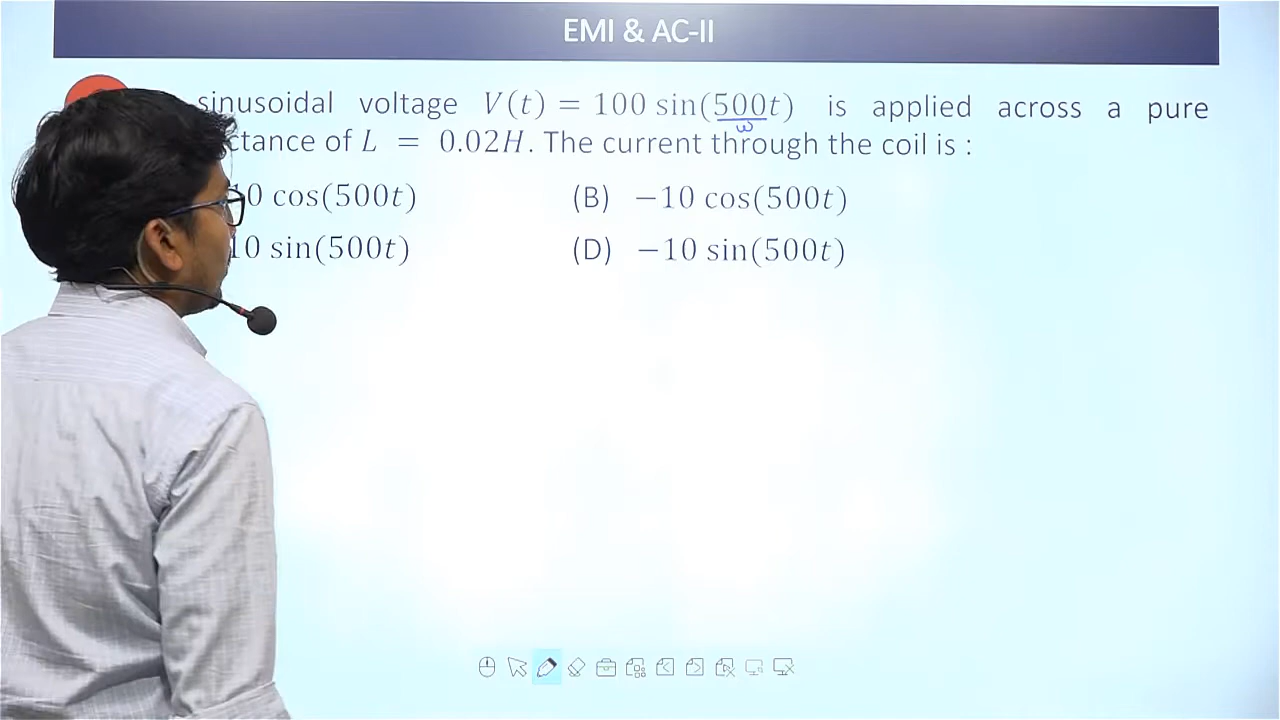 EMI & AC-II
sinusoidal voltage V(t) = 100 sin(500t) is applied across a pure
ω
ctance of L = 0.02H. The current through the coil is :
10 cos(500t) (B) −10 cos(500t)
10 sin(500t) (D) −10 sin(500t)